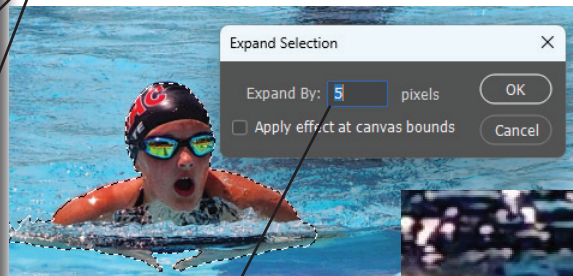 Expand Selection
Expand By: 5 pixels
OK
Apply effect at canvas bounds
Cancel